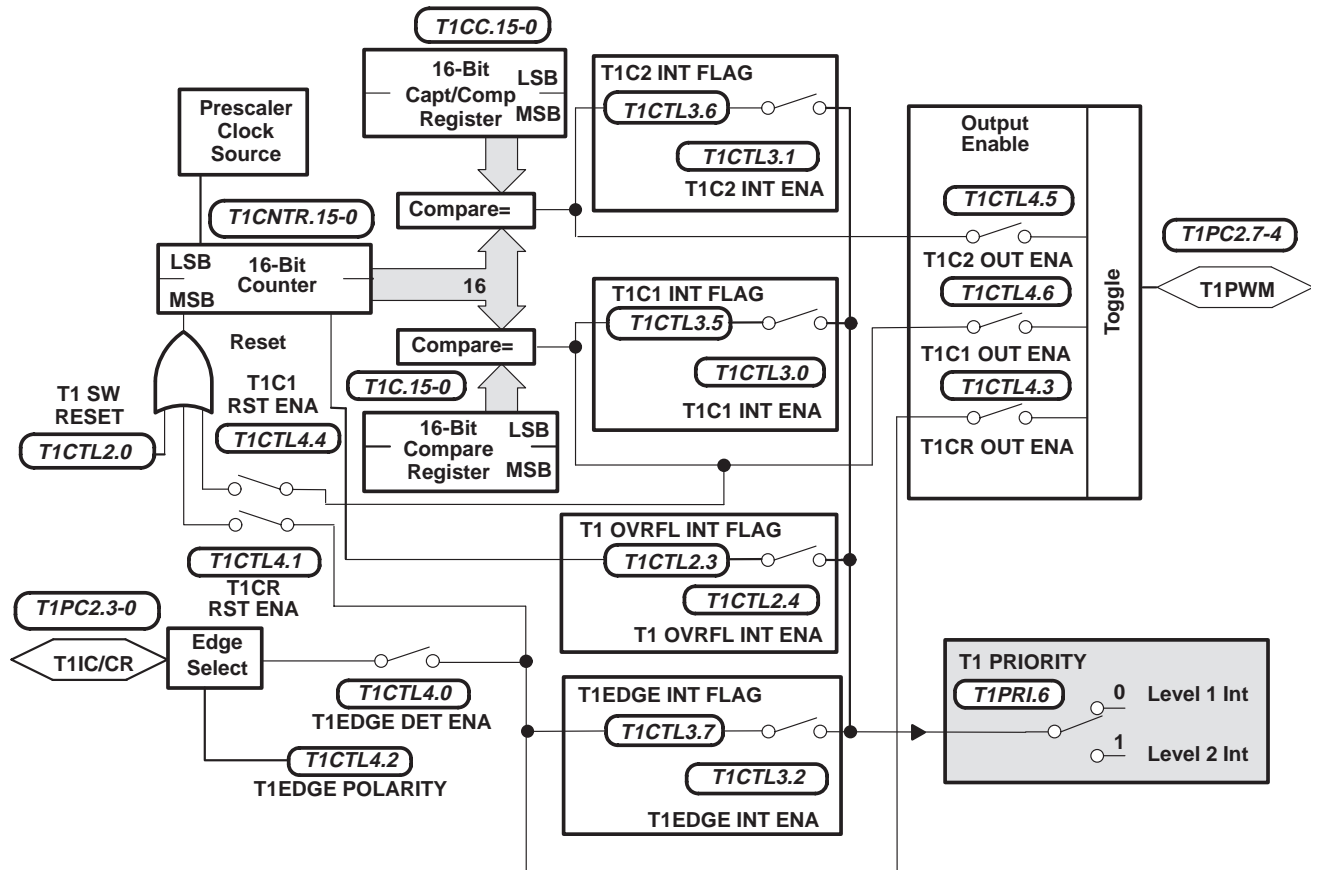 T1CC.15-0
16-Bit
Capt/Comp
Register
LSB
MSB
Prescaler
Clock
Source
T1CNTR.15-0
Compare=
LSB
MSB
16-Bit
Counter
16
Reset
Compare=
T1C.15-0
16-Bit
Compare
Register
LSB
MSB
T1 SW
RESET
T1CTL2.0
T1C1
RST ENA
T1CTL4.4
T1CTL4.1
T1CR
RST ENA
T1PC2.3-0
T1IC/CR
Edge
Select
T1CTL4.0
T1EDGE DET ENA
T1CTL4.2
T1EDGE POLARITY
T1C2 INT FLAG
T1CTL3.6
T1CTL3.1
T1C2 INT ENA
T1C1 INT FLAG
T1CTL3.5
T1CTL3.0
T1C1 INT ENA
T1 OVRFL INT FLAG
T1CTL2.3
T1CTL2.4
T1 OVRFL INT ENA
T1EDGE INT FLAG
T1CTL3.7
T1CTL3.2
T1EDGE INT ENA
Output
Enable
T1CTL4.5
T1C2 OUT ENA
T1CTL4.6
T1C1 OUT ENA
T1CTL4.3
T1CR OUT ENA
Toggle
T1PC2.7-4
T1PWM
T1 PRIORITY
T1PRI.6
0
Level 1 Int
1
Level 2 Int